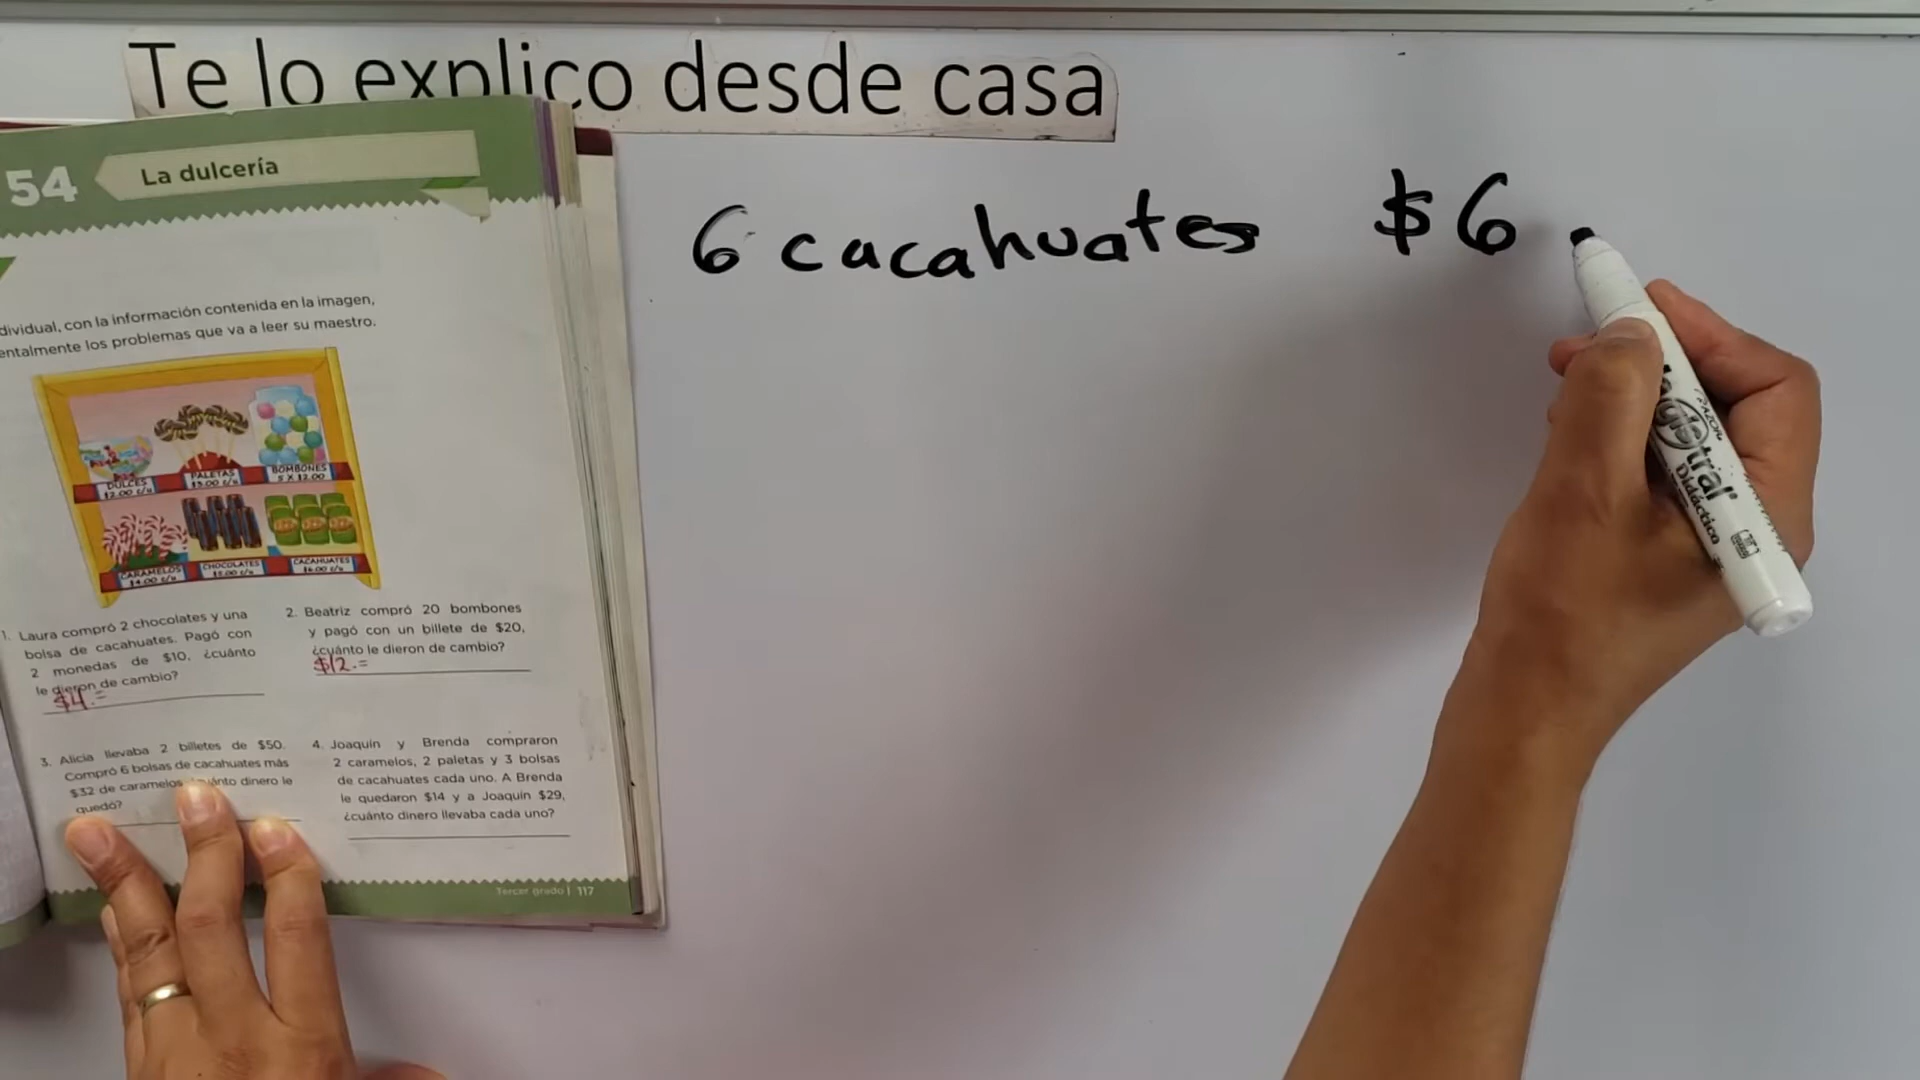 Te lo explico desde casa
6 cacahuates $6
54 La dulcería
dividual, con la información contenida en la imagen,
entalmente los problemas que va a leer su maestro.
DULCES PALETAS BOMBONES
$2.00 c/u $3.00 c/u 5 X $2.00
CARAMELOS CHOCOLATES CACAHUATES
$4.00 c/u $5.00 c/u $6.00 c/u
1. Laura compró 2 chocolates y una
bolsa de cacahuates. Pagó con
2 monedas de $10, ¿cuánto
le dieron de cambio?
$4.=
2. Beatriz compró 20 bombones
y pagó con un billete de $20,
¿cuánto le dieron de cambio?
$12.=
3. Alicia llevaba 2 billetes de $50.
Compró 6 bolsas de cacahuates más
$32 de caramelos, ¿cuánto dinero le
quedó?
4. Joaquín y Brenda compraron
2 caramelos, 2 paletas y 3 bolsas
de cacahuates cada uno. A Brenda
le quedaron $14 y a Joaquín $29,
¿cuánto dinero llevaba cada uno?
Tercer grado | 117
Magistral
Didáctica